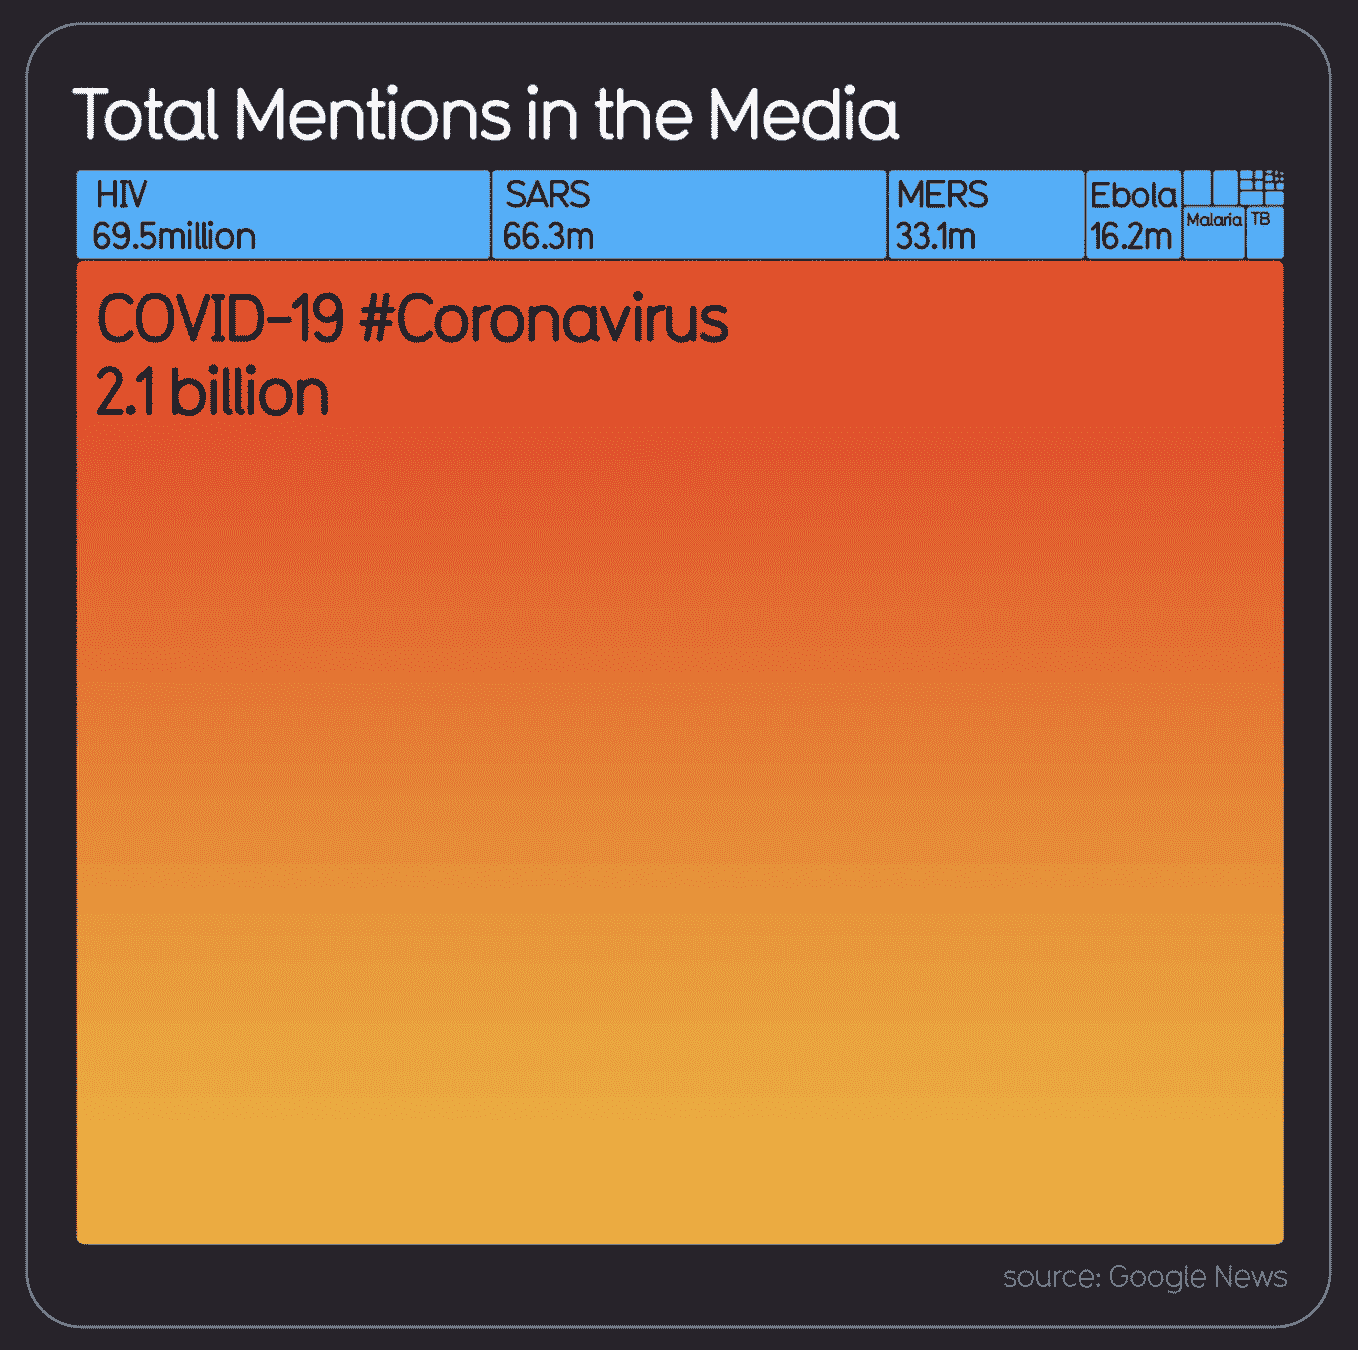 Total Mentions in the Media
HIV
69.5million
SARS
66.3m
MERS
33.1m
Ebola
16.2m
Malaria
TB
COVID-19 #Coronavirus
2.1 billion
source: Google News